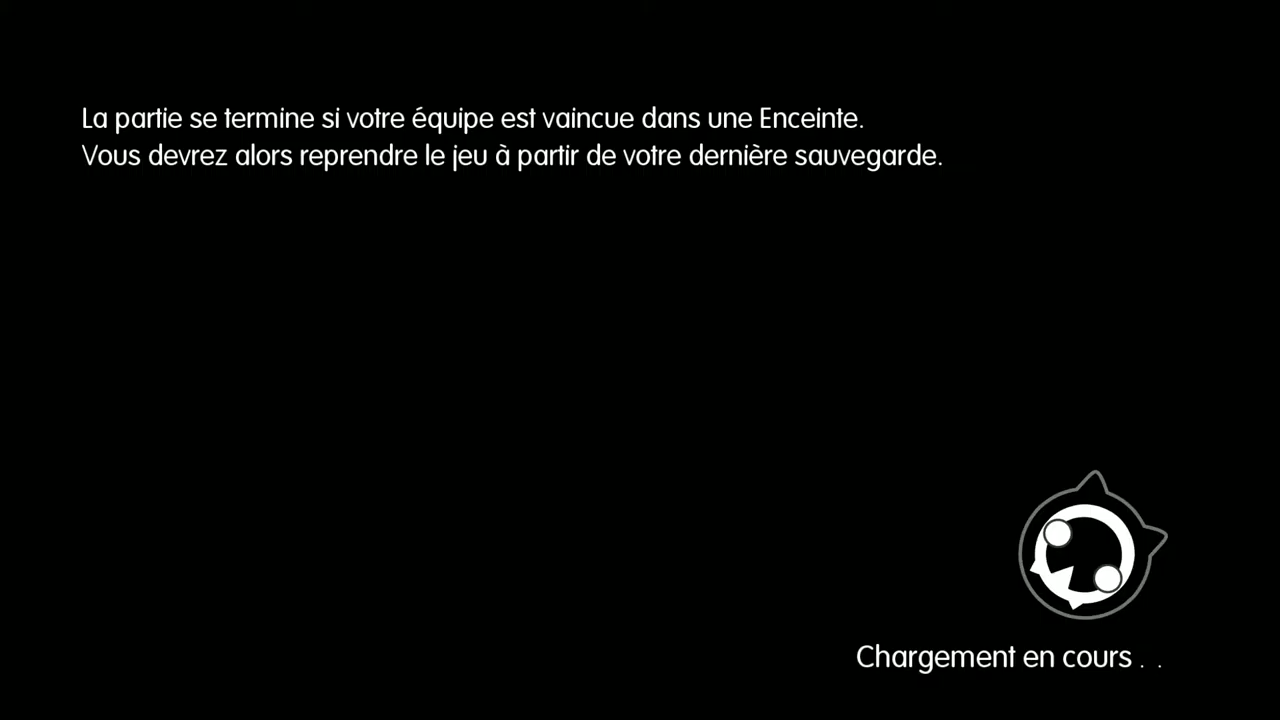 La partie se termine si votre équipe est vaincue dans une Enceinte.
Vous devrez alors reprendre le jeu à partir de votre dernière sauvegarde.
Chargement en cours . .